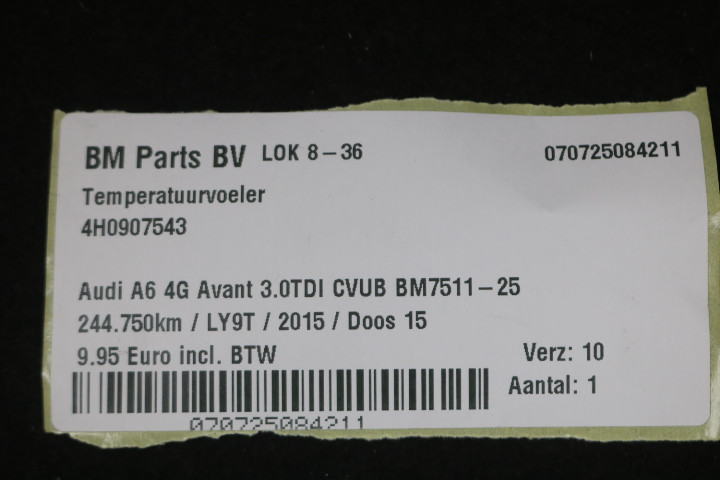 BM Parts BV LOK 8-36 070725084211
Temperatuurvoeler
4H0907543
Audi A6 4G Avant 3.0TDI CVUB BM7511-25
244.750km / LY9T / 2015 / Doos 15
9.95 Euro incl. BTW Verz: 10
Aantal: 1
070725084211